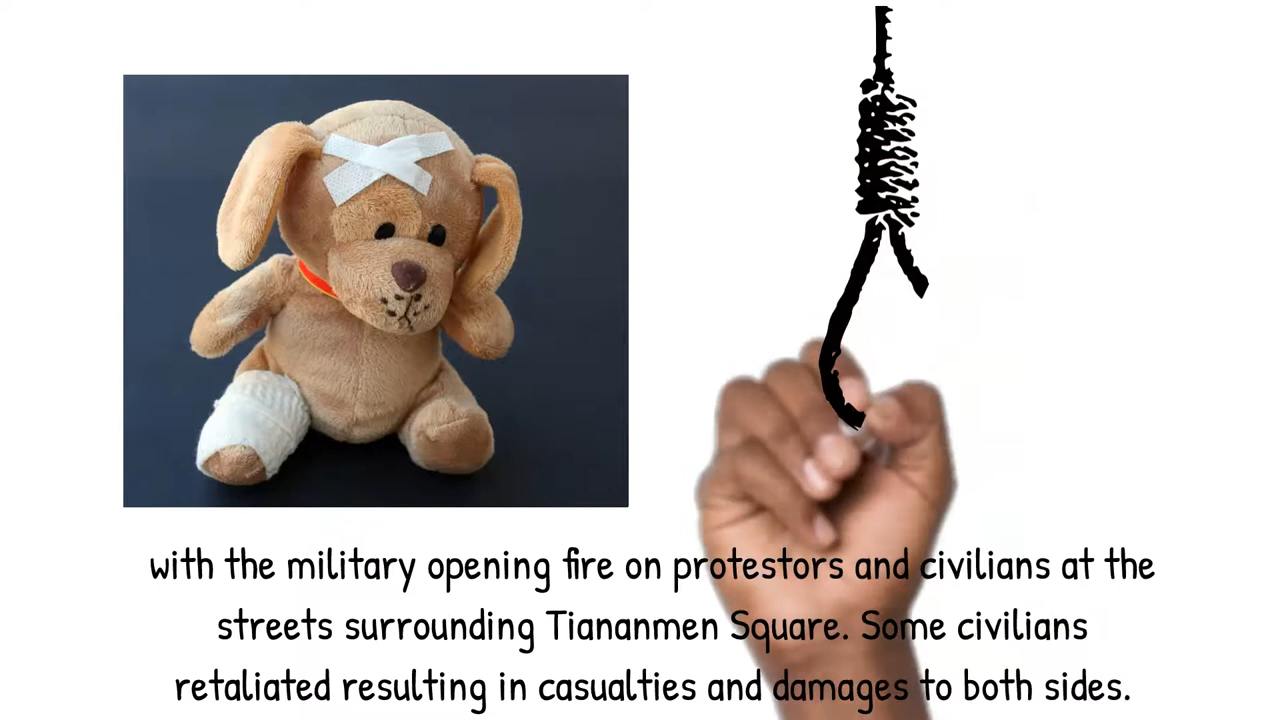 with the military opening fire on protestors and civilians at the
streets surrounding Tiananmen Square. Some civilians
retaliated resulting in casualties and damages to both sides.